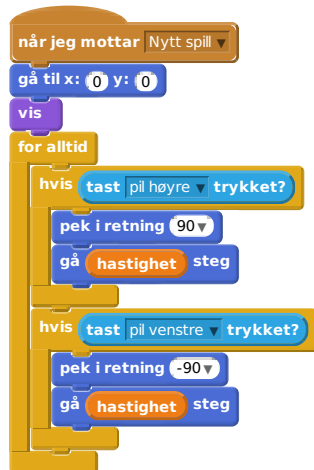 når jeg mottar Nytt spill
gå til x: 0 y: 0
vis
for alltid
hvis tast pil høyre trykket?
pek i retning 90
gå hastighet steg
hvis tast pil venstre trykket?
pek i retning -90
gå hastighet steg